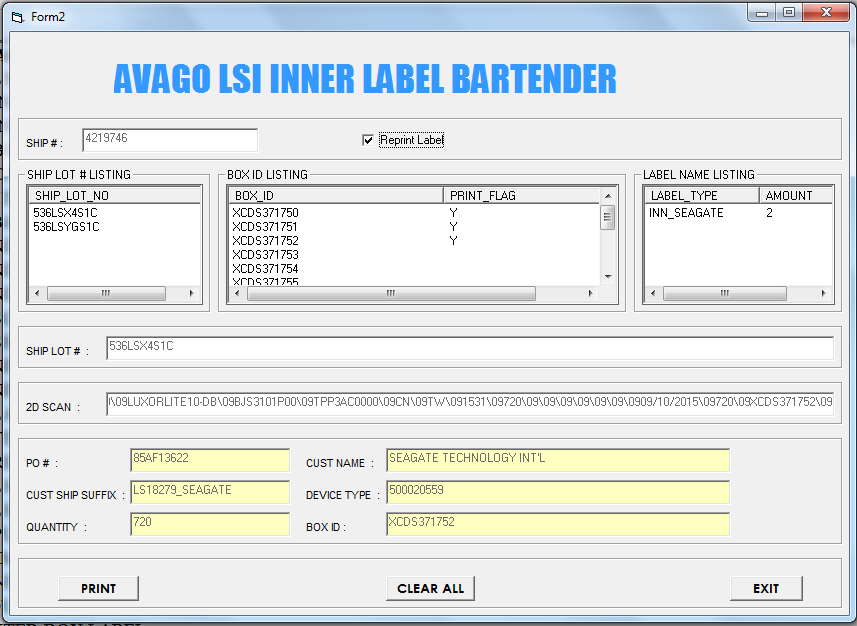 Form2
AVAGO LSI INNER LABEL BARTENDER
SHIP # : 4219746 Reprint Label
SHIP LOT # LISTING BOX ID LISTING LABEL NAME LISTING
SHIP_LOT_NO BOX_ID PRINT_FLAG LABEL_TYPE AMOUNT
536LSX4S1C XCDS371750 Y INN_SEAGATE 2
536LSYGS1C XCDS371751 Y
XCDS371752 Y
XCDS371753
XCDS371754
XCDS371755
SHIP LOT # : 536LSX4S1C
2D SCAN : \09LUXORLITE10-DB\09BJS3101P00\09TPP3AC0000\09CN\09TW\091531\09720\09\09\09\09\09\09\0909/10/2015\09720\09XCDS371752\09
PO # : 85AF13622 CUST NAME : SEAGATE TECHNOLOGY INT'L
CUST SHIP SUFFIX : LS18279_SEAGATE DEVICE TYPE : 500020559
QUANTITY : 720 BOX ID : XCDS371752
PRINT CLEAR ALL EXIT